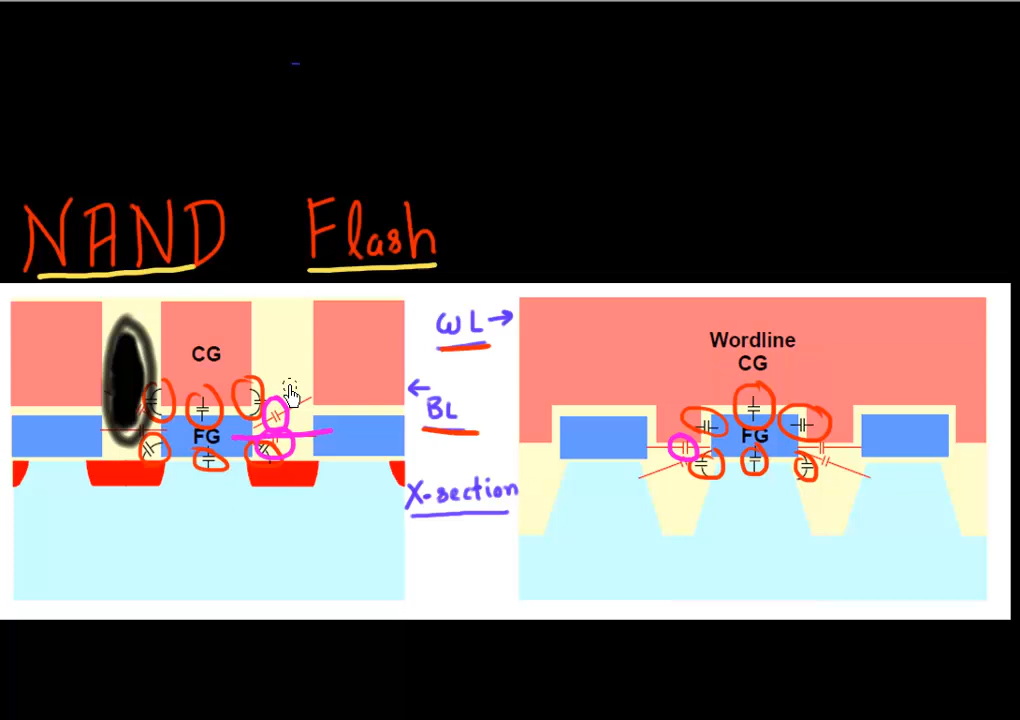 NAND Flash
WL→
←
BL
X-section
CG
FG
Wordline
CG
FG